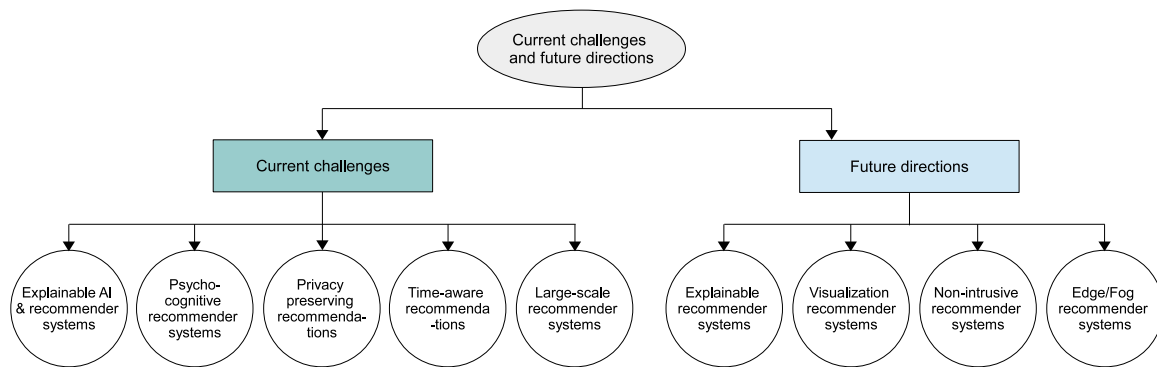 Current challenges
and future directions
Current challenges
Future directions
Explainable AI
& recommender
systems
Psycho-
cognitive
recommender
systems
Privacy
preserving
recommenda-
tions
Time-aware
recommenda
-tions
Large-scale
recommender
systems
Explainable
recommender
systems
Visualization
recommender
systems
Non-intrusive
recommender
systems
Edge/Fog
recommender
systems